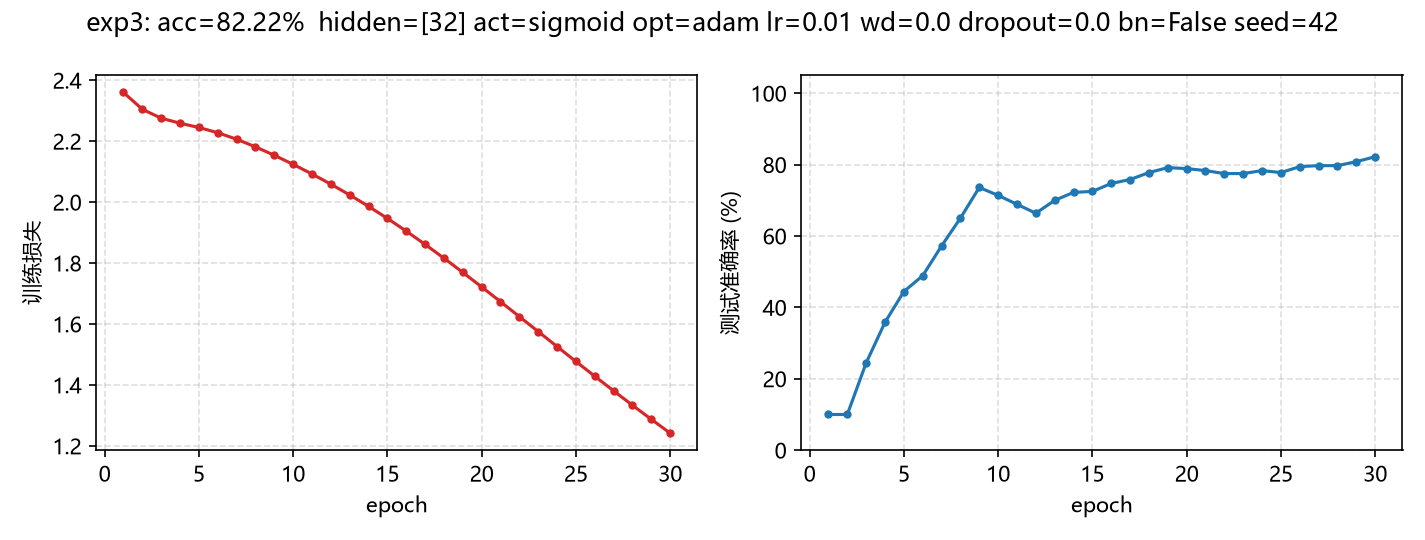 exp3: acc=82.22%  hidden=[32] act=sigmoid opt=adam lr=0.01 wd=0.0 dropout=0.0 bn=False seed=42
2.4
2.2
2.0
1.8
1.6
1.4
1.2
训练损失
0 5 10 15 20 25 30
epoch
100
80
60
40
20
0
测试准确率 (%)
0 5 10 15 20 25 30
epoch